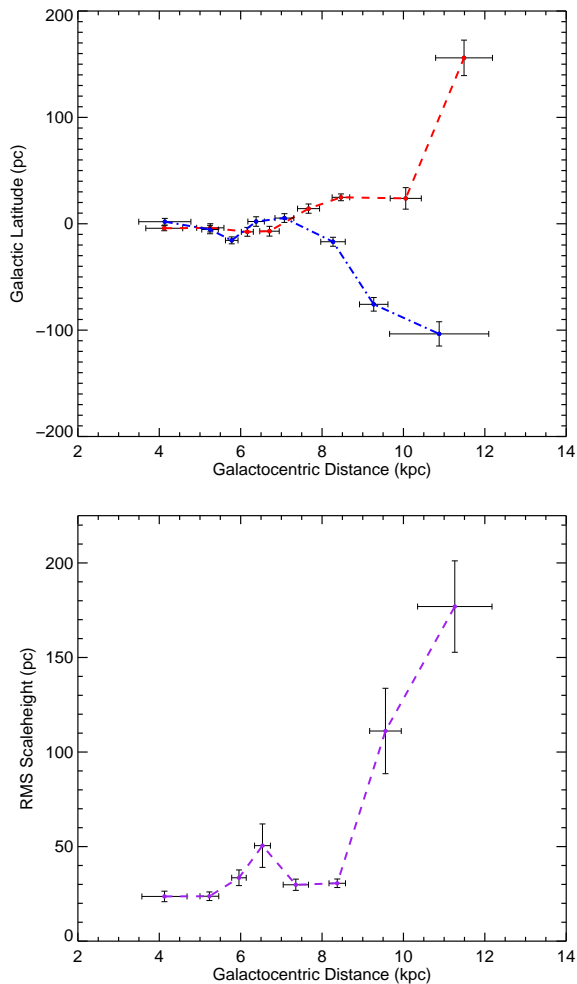 200
100
0
−100
−200
Galactic Latitude (pc)
2 4 6 8 10 12 14
Galactocentric Distance (kpc)
200
150
100
50
0
RMS Scaleheight (pc)
2 4 6 8 10 12 14
Galactocentric Distance (kpc)